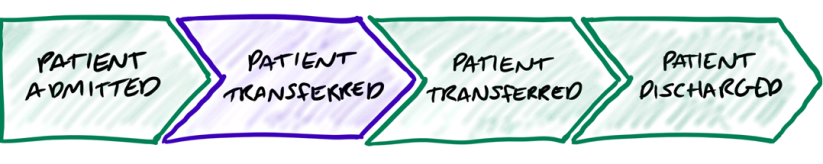 PATIENT
ADMITTED
PATIENT
TRANSFERRED
PATIENT
TRANSFERRED
PATIENT
DISCHARGED